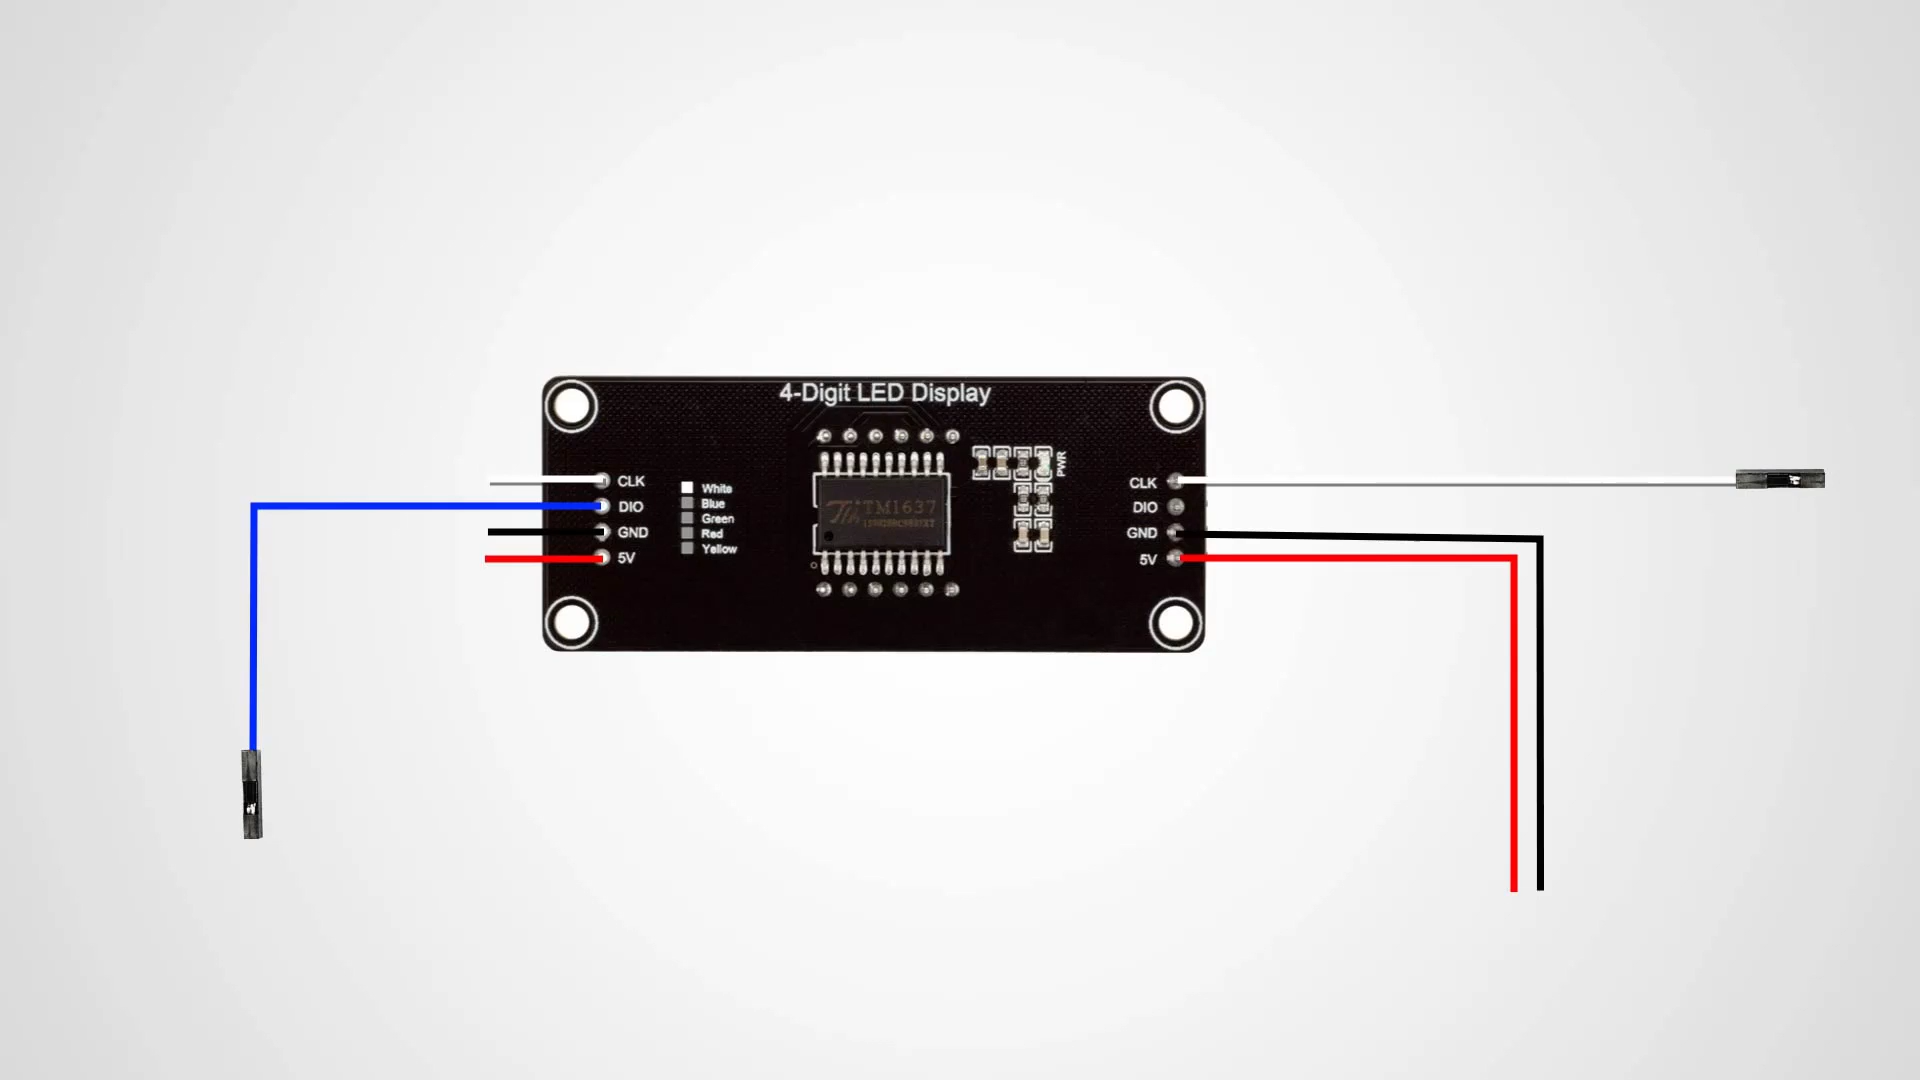 4-Digit LED Display
PWR
CLK
DIO
GND
5V
White
Blue
Green
Red
Yellow
TM1637
CLK
DIO
GND
5V